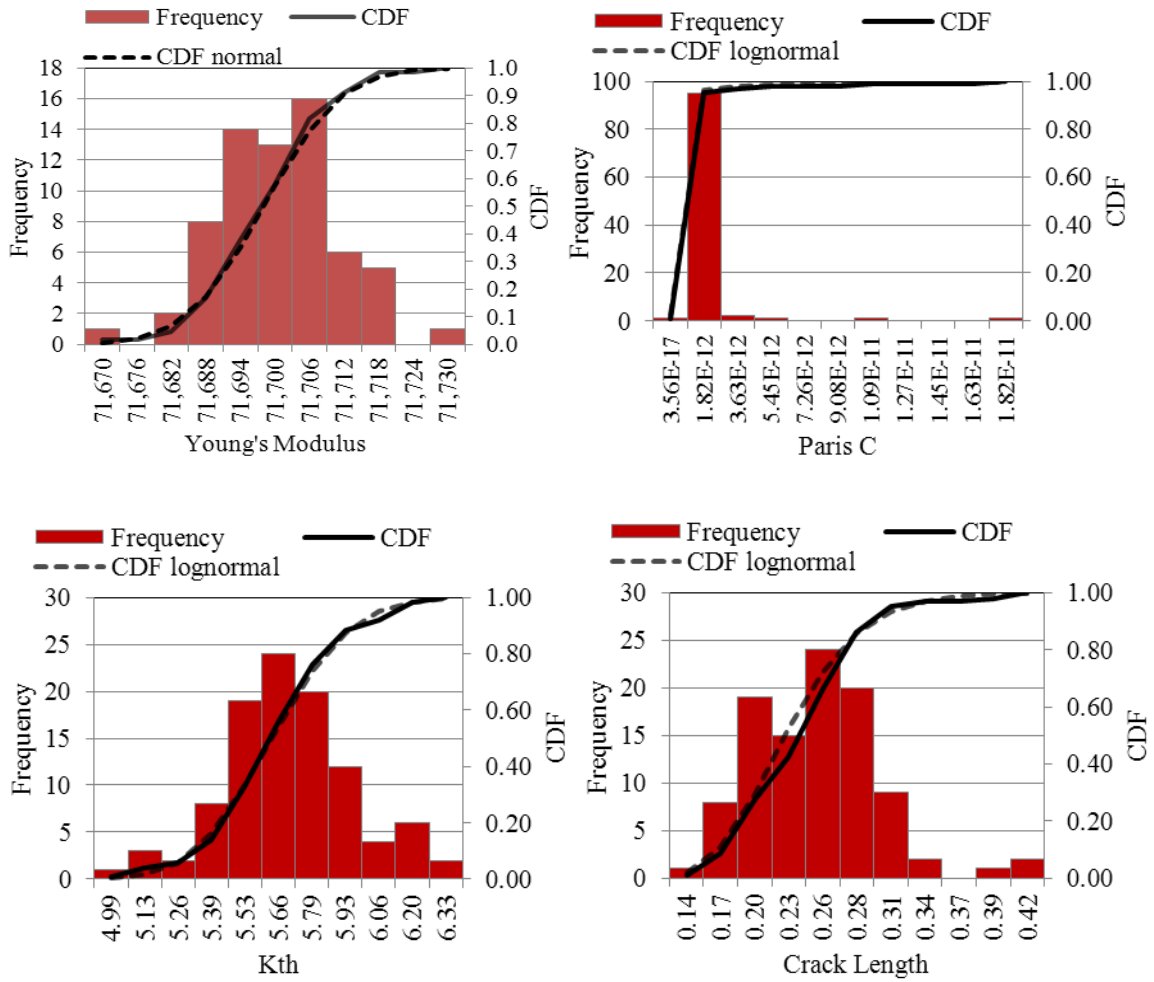 Frequency CDF
CDF normal
18
16
14
12
10
8
6
4
2
0
Frequency
1.0
0.9
0.8
0.7
0.6
0.5
0.4
0.3
0.2
0.1
0.0
CDF
71,670 71,676 71,682 71,688 71,694 71,700 71,706 71,712 71,718 71,724 71,730
Young's Modulus
Frequency CDF
CDF lognormal
100
80
60
40
20
0
Frequency
1.00
0.80
0.60
0.40
0.20
0.00
CDF
3.56E-17 1.82E-12 3.63E-12 5.45E-12 7.26E-12 9.08E-12 1.09E-11 1.27E-11 1.45E-11 1.63E-11 1.82E-11
Paris C
Frequency CDF
CDF lognormal
30
25
20
15
10
5
0
Frequency
1.00
0.80
0.60
0.40
0.20
0.00
CDF
4.99 5.13 5.26 5.39 5.53 5.66 5.79 5.93 6.06 6.20 6.33
Kth
Frequency CDF
CDF lognormal
30
25
20
15
10
5
0
Frequency
1.00
0.80
0.60
0.40
0.20
0.00
CDF
0.14 0.17 0.20 0.23 0.26 0.28 0.31 0.34 0.37 0.39 0.42
Crack Length